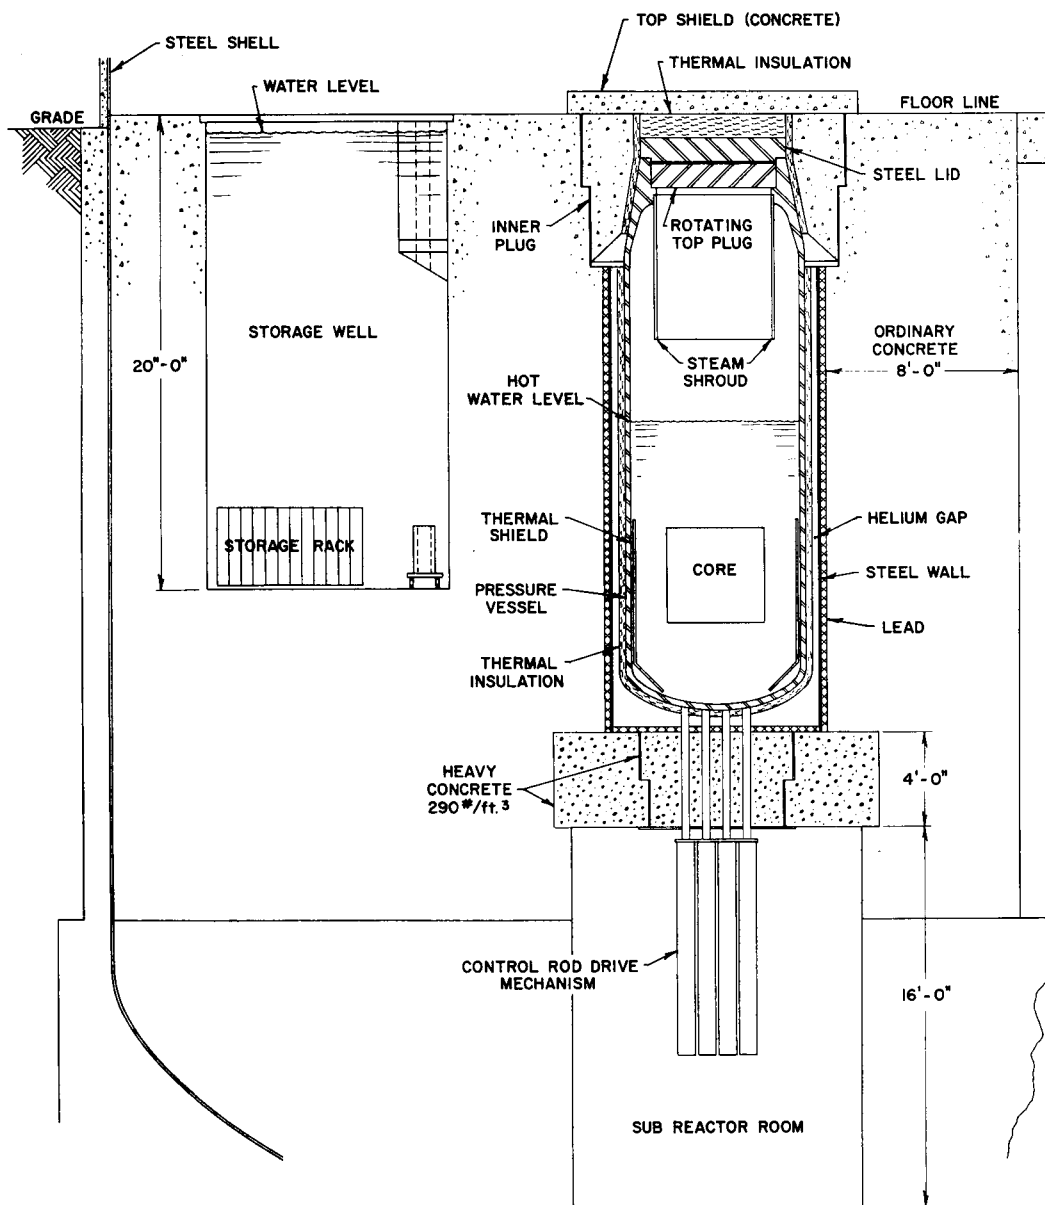 TOP SHIELD (CONCRETE)
STEEL SHELL
THERMAL INSULATION
WATER LEVEL
GRADE
FLOOR LINE
STEEL LID
INNER
PLUG
ROTATING
TOP PLUG
STORAGE WELL
ORDINARY
CONCRETE
8'-0"
20"-0"
STEAM
SHROUD
HOT
WATER LEVEL
THERMAL
SHIELD
HELIUM GAP
STORAGE RACK
CORE
STEEL WALL
PRESSURE
VESSEL
LEAD
THERMAL
INSULATION
HEAVY
CONCRETE
290#/ft.3
4'-0"
CONTROL ROD DRIVE
MECHANISM
16'-0"
SUB REACTOR ROOM